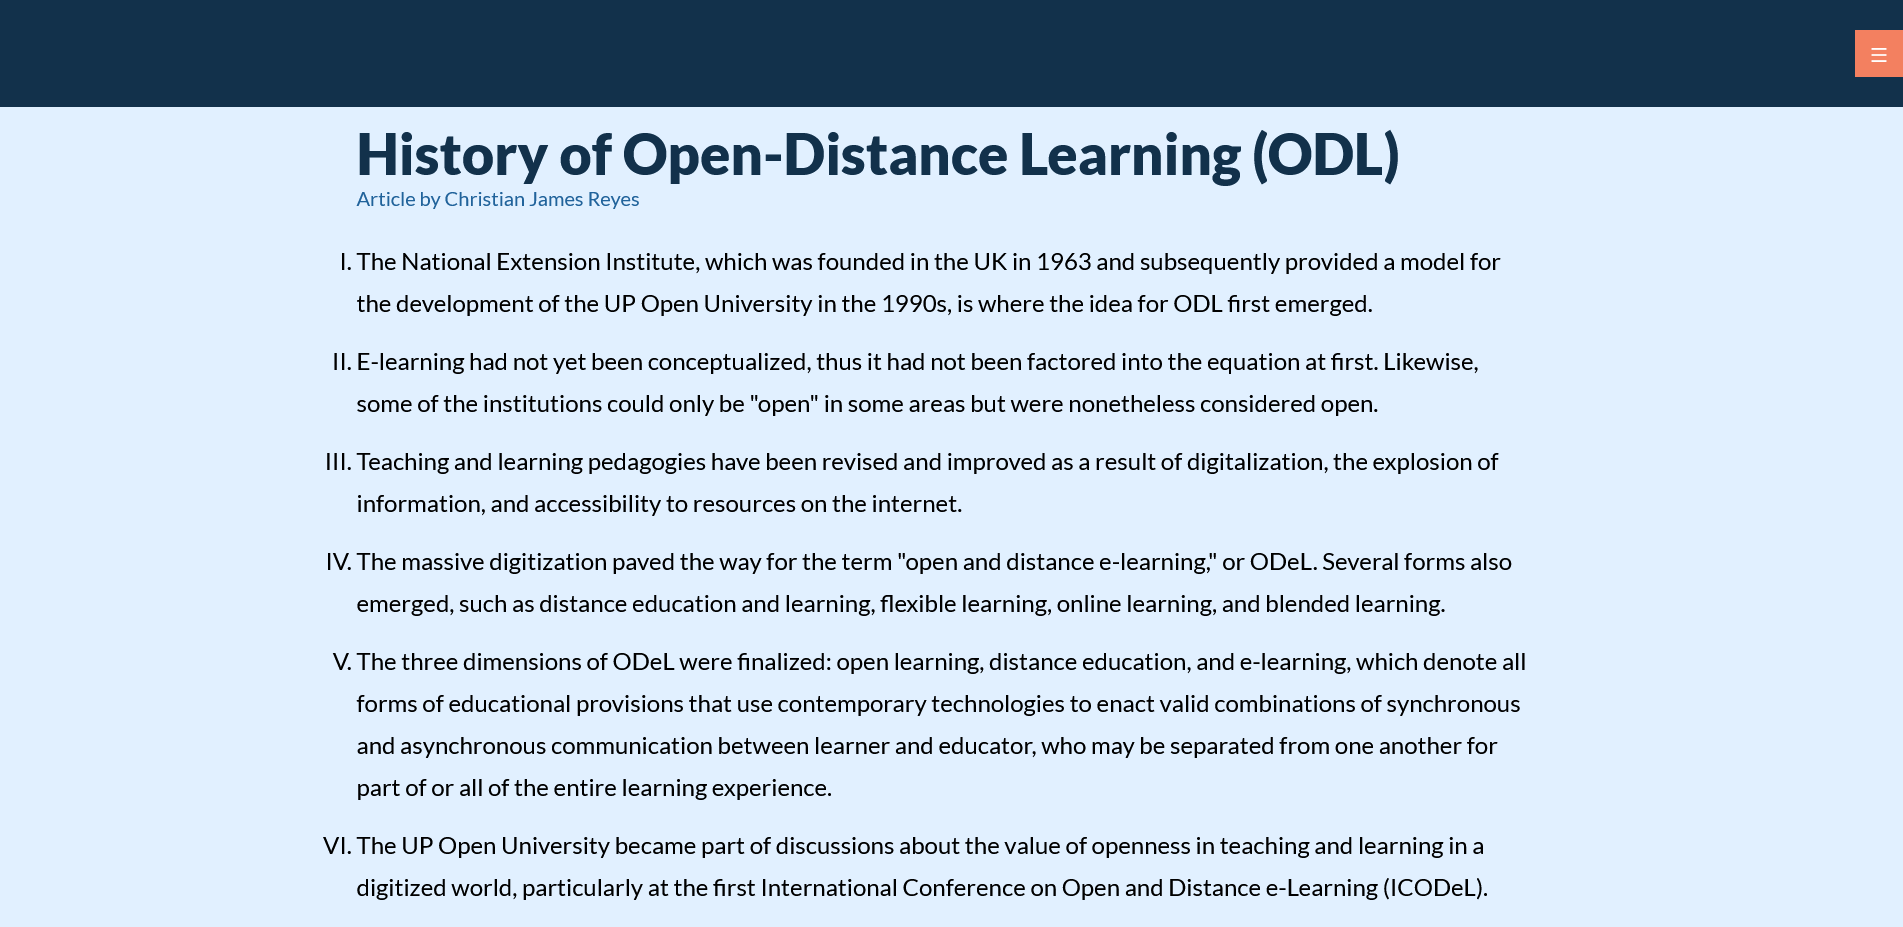 History of Open-Distance Learning (ODL)
Article by Christian James Reyes
I. The National Extension Institute, which was founded in the UK in 1963 and subsequently provided a model for
the development of the UP Open University in the 1990s, is where the idea for ODL first emerged.
II. E-learning had not yet been conceptualized, thus it had not been factored into the equation at first. Likewise,
some of the institutions could only be "open" in some areas but were nonetheless considered open.
III. Teaching and learning pedagogies have been revised and improved as a result of digitalization, the explosion of
information, and accessibility to resources on the internet.
IV. The massive digitization paved the way for the term "open and distance e-learning," or ODeL. Several forms also
emerged, such as distance education and learning, flexible learning, online learning, and blended learning.
V. The three dimensions of ODeL were finalized: open learning, distance education, and e-learning, which denote all
forms of educational provisions that use contemporary technologies to enact valid combinations of synchronous
and asynchronous communication between learner and educator, who may be separated from one another for
part of or all of the entire learning experience.
VI. The UP Open University became part of discussions about the value of openness in teaching and learning in a
digitized world, particularly at the first International Conference on Open and Distance e-Learning (ICODeL).